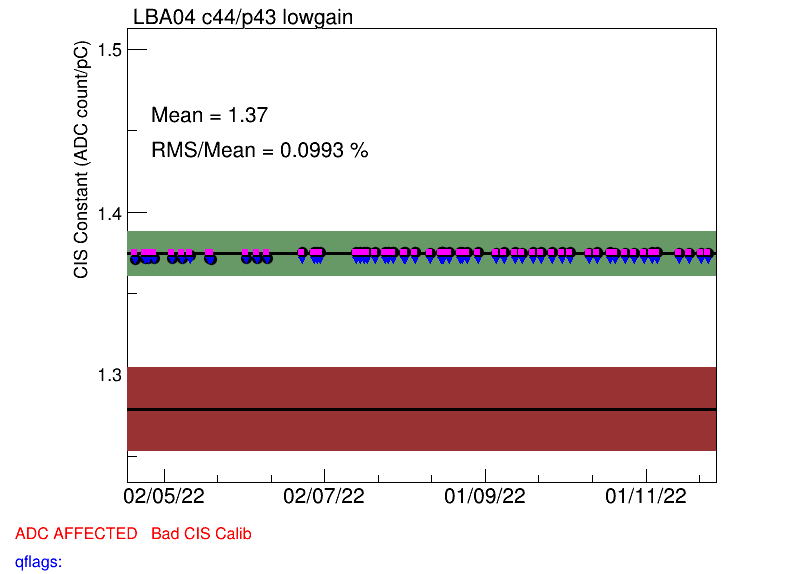 LBA04 c44/p43 lowgain
CIS Constant (ADC count/pC)
1.5
Mean = 1.37
RMS/Mean = 0.0993 %
1.4
1.3
02/05/22 02/07/22 01/09/22 01/11/22
ADC AFFECTED Bad CIS Calib
qflags: